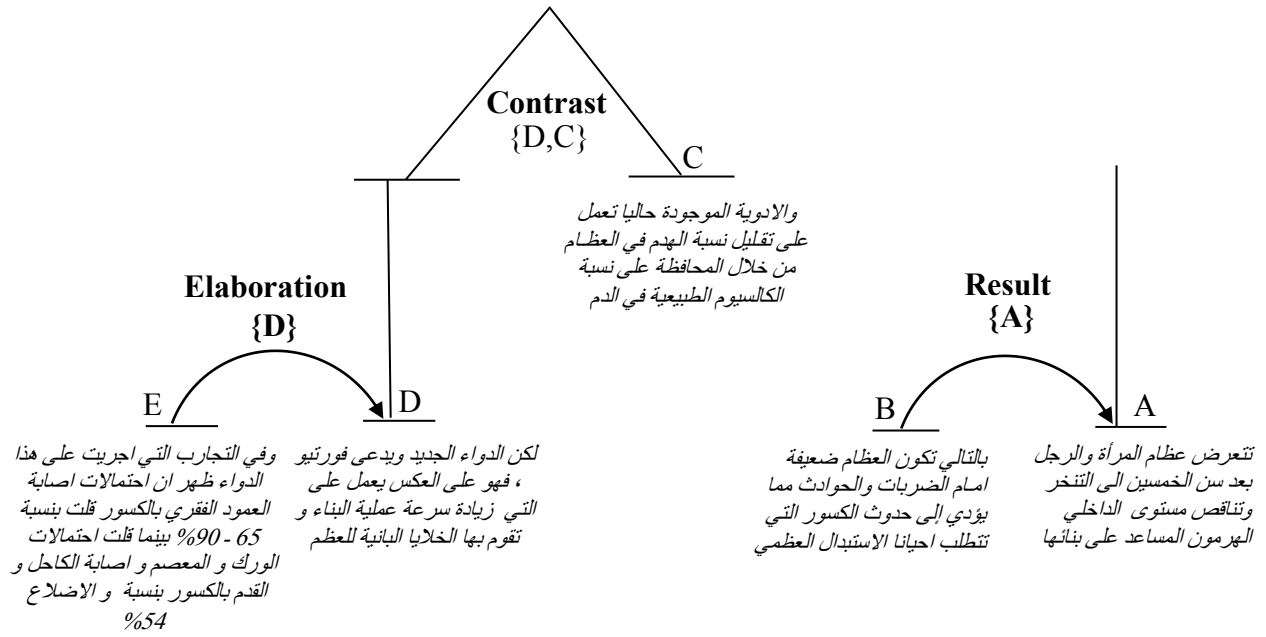 Contrast
{D,C}
C
والادوية الموجودة حاليا تعمل
على تقليل نسبة الهدم في العظام
من خلال المحافظة على نسبة
الكالسيوم الطبيعية في الدم
Result
{A}
A
تتعرض عظام المرأة والرجل
بعد سن الخمسين الى التنخر
وتناقص مستوى الداخلي
الهرمون المساعد على بنائها
B
بالتالي تكون العظام ضعيفة
امام الضربات والحوادث مما
يؤدي إلى حدوث الكسور التي
تتطلب احيانا الاستبدال العظمي
Elaboration
{D}
D
لكن الدواء الجديد ويدعى فورتيو
، فهو على العكس يعمل على
التي زيادة سرعة عملية البناء و
تقوم بها الخلايا البانية للعظم
E
وفي التجارب التي اجريت على هذا
الدواء ظهر ان احتمالات اصابة
العمود الفقري بالكسور قلت بنسبة
65 - 90% بينما قلت احتمالات
الورك و المعصم و اصابة الكاحل و
القدم بالكسور بنسبة و الاضلاع
%54